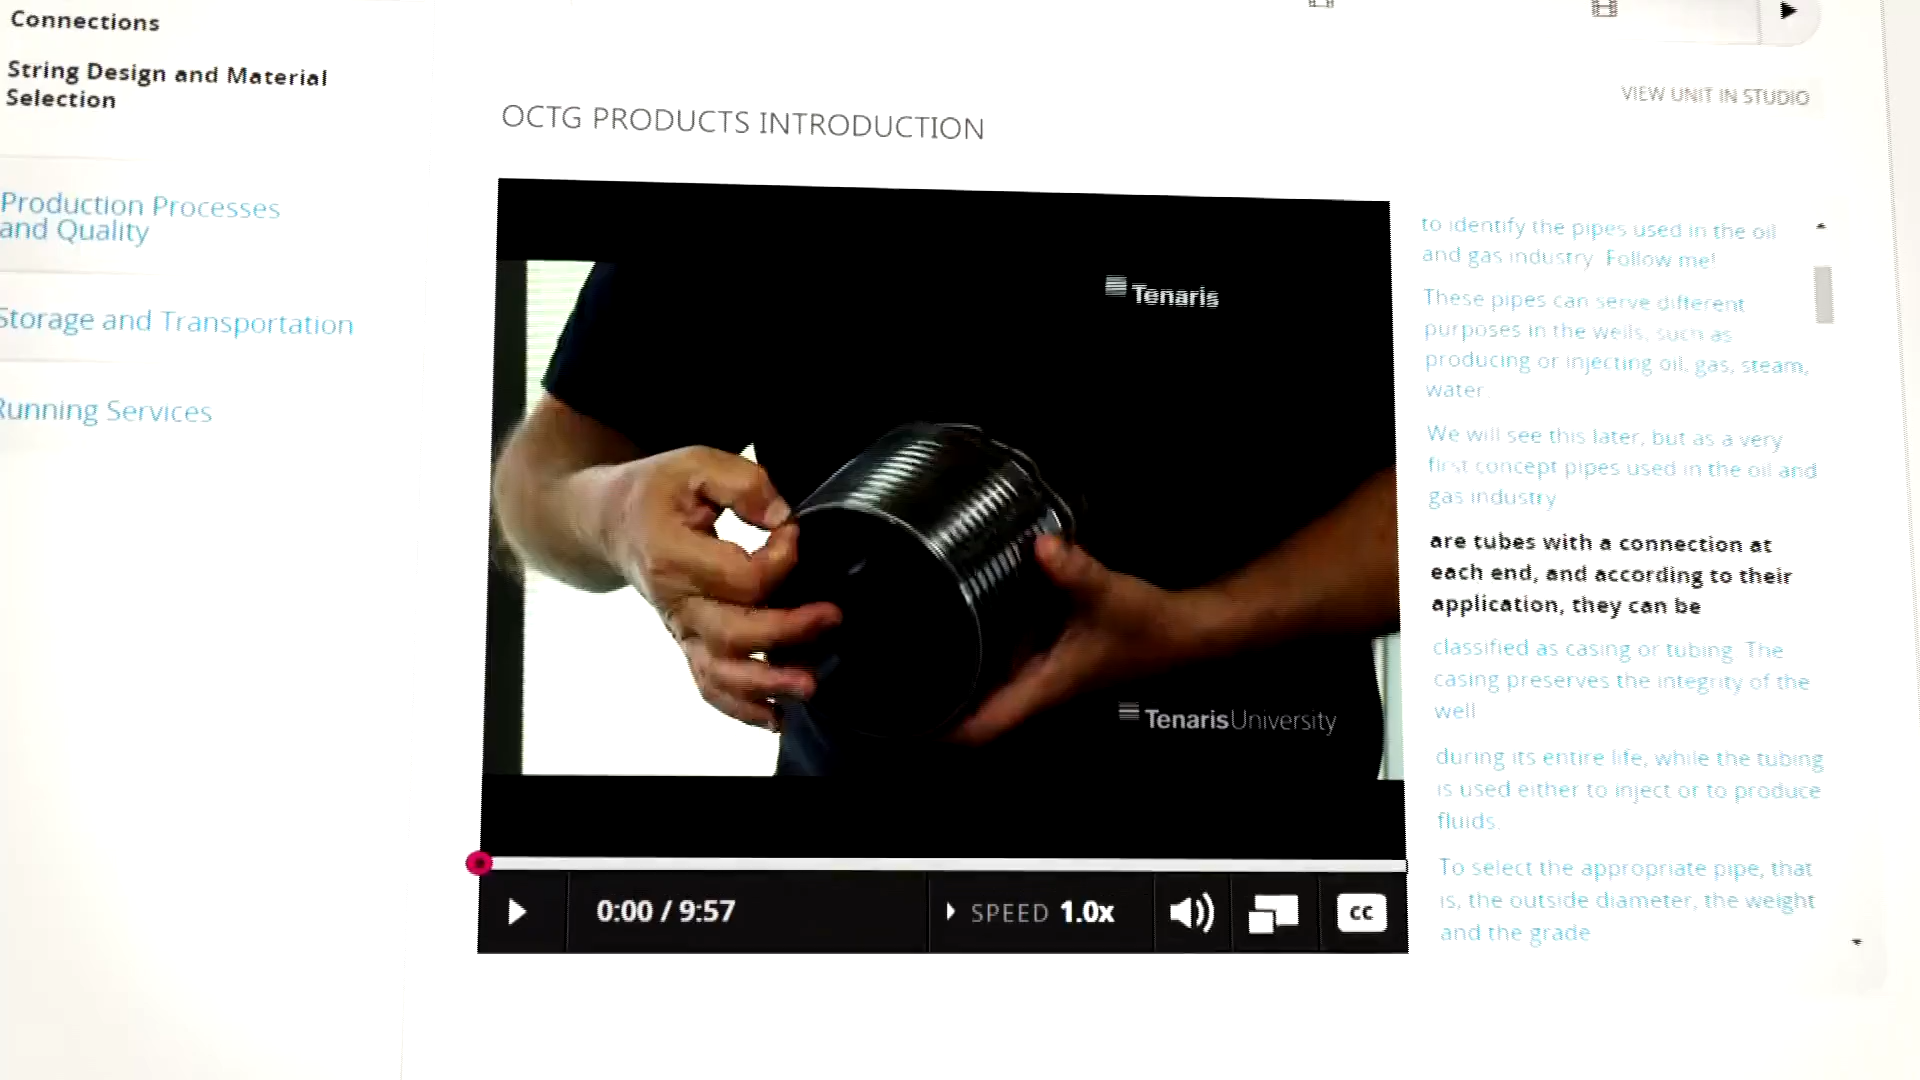 Connections
String Design and Material
Selection
Production Processes
and Quality
Storage and Transportation
Running Services
VIEW UNIT IN STUDIO
OCTG PRODUCTS INTRODUCTION
Tenaris
TenarisUniversity
0:00 / 9:57
SPEED 1.0x
CC
to identify the pipes used in the oil
and gas industry. Follow me!
These pipes can serve different
purposes in the wells, such as
producing or injecting oil, gas, steam,
water.
We will see this later, but as a very
first concept pipes used in the oil and
gas industry
are tubes with a connection at
each end, and according to their
application, they can be
classified as casing or tubing. The
casing preserves the integrity of the
well
during its entire life, while the tubing
is used either to inject or to produce
fluids.
To select the appropriate pipe, that
is, the outside diameter, the weight
and the grade